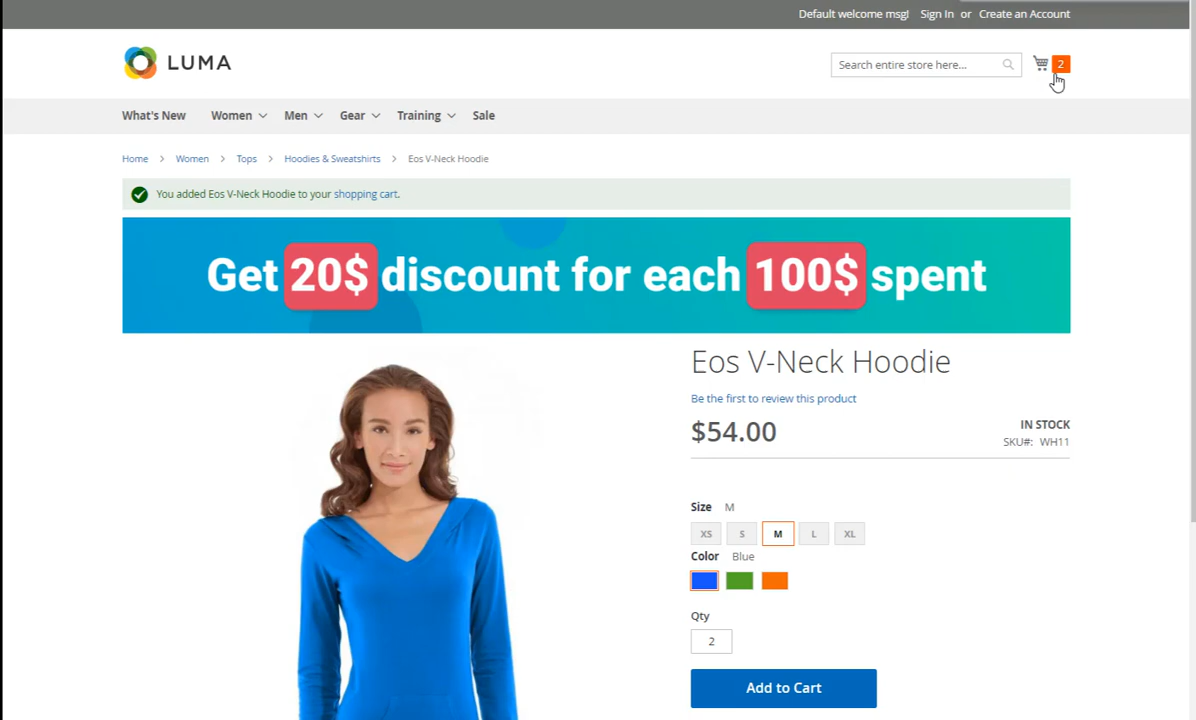 Default welcome msg! Sign In or Create an Account
LUMA
Search entire store here...
2
What's New Women Men Gear Training Sale
Home > Women > Tops > Hoodies & Sweatshirts > Eos V-Neck Hoodie
You added Eos V-Neck Hoodie to your shopping cart.
Get 20$ discount for each 100$ spent
Eos V-Neck Hoodie
Be the first to review this product
$54.00
IN STOCK
SKU#: WH11
Size M
XS S M L XL
Color Blue
Qty
2
Add to Cart